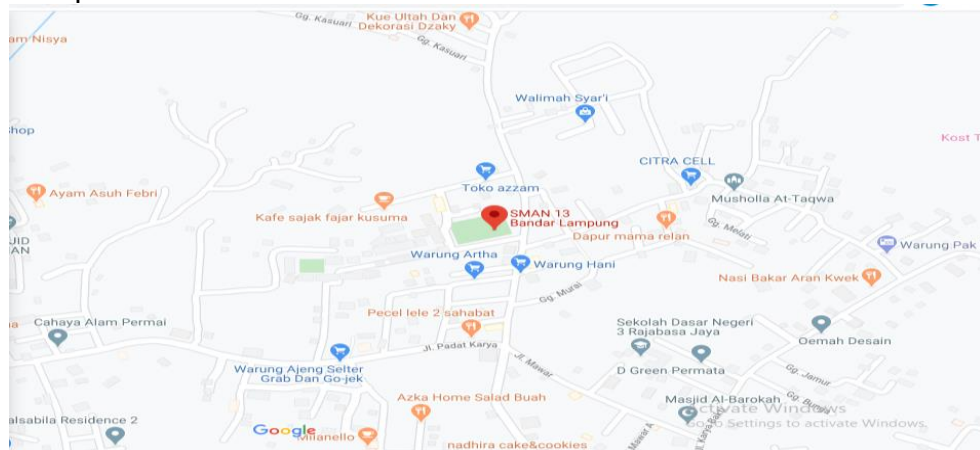 Gg. Kasuari
Kue Ultah Dan
Dekorasi Dzaky
Gg. Kasuari
am Nisya
Walimah Syar'i
hop
Kost T
CITRA CELL
Toko azzam
Ayam Asuh Febri
Musholla At-Taqwa
Kafe sajak fajar kusuma
SMAN 13
Bandar Lampung
Gg. Melati
Dapur mama relan
JID
AN
Warung Pak
Warung Artha
Warung Hani
Nasi Bakar Aran Kwek
Gg. Murai
Pecel lele 2 sahabat
a
Cahaya Alam Permai
Sekolah Dasar Negeri
3 Rajabasa Jaya
Oemah Desain
Jl. Padat Karya
Jl. Mawar
Warung Ajeng Selter
Grab Dan Go-jek
D Green Permata
Gg. Jamur
Azka Home Salad Buah
Masjid Al-Barokah
ctivate Windows
alsabila Residence 2
Google
Milanello
Mawar A
Go to Settings to activate Windows.
nadhira cake&cookies